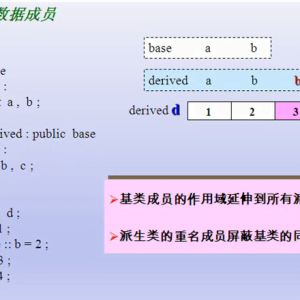 数据成员
base a b
derived a b b
derived d 1 2 3
e
:
a , b ;
ived : public base
:
b , c ;
d ;
l ;
e :: b = 2 ;
3 ;
4 ;
➢基类成员的作用域延伸到所有派
➢派生类的重名成员屏蔽基类的同